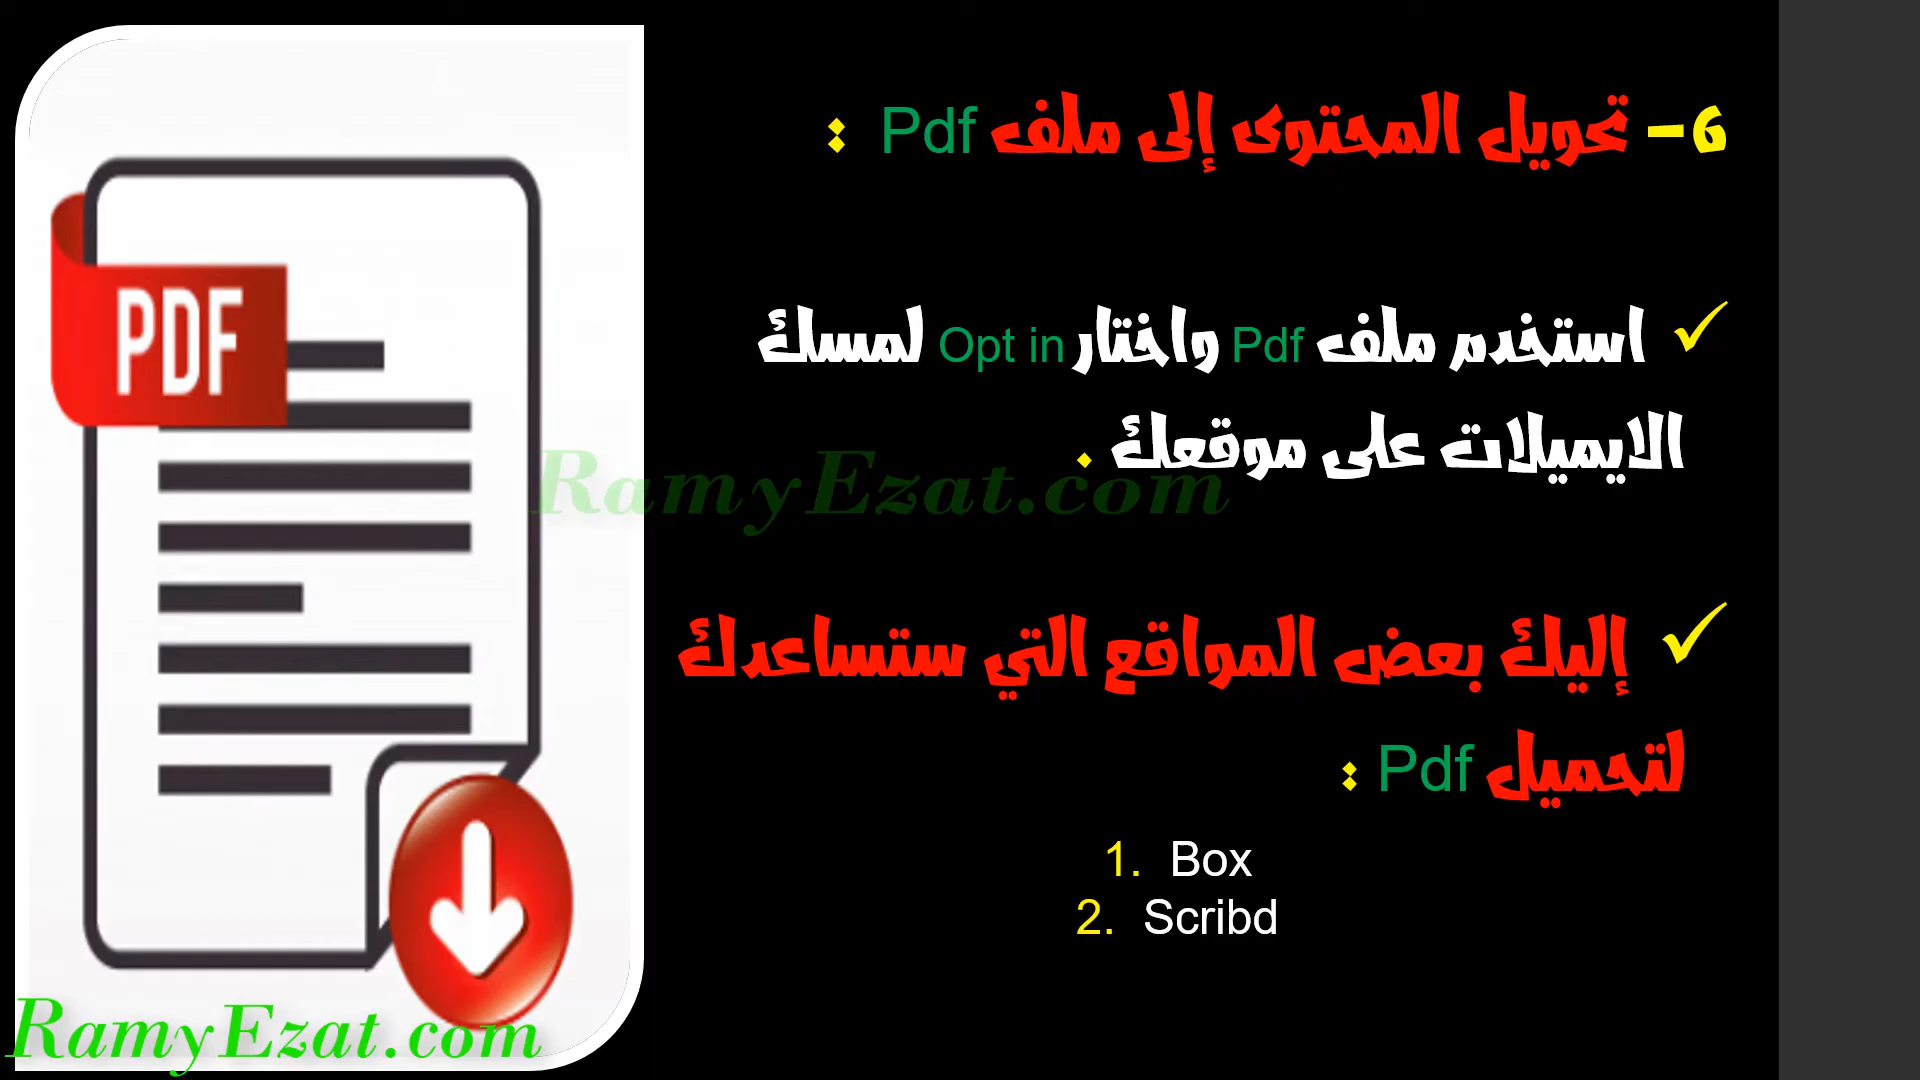 6- تحويل المحتوى إلى ملف Pdf :
استخدم ملف Pdf واختار Opt in لمسك
الايميلات على موقعك .
إليك بعض المواقع التي ستساعدك
لتحميل Pdf :
1. Box
2. Scribd
PDF
RamyEzat.com
RamyEzat.com